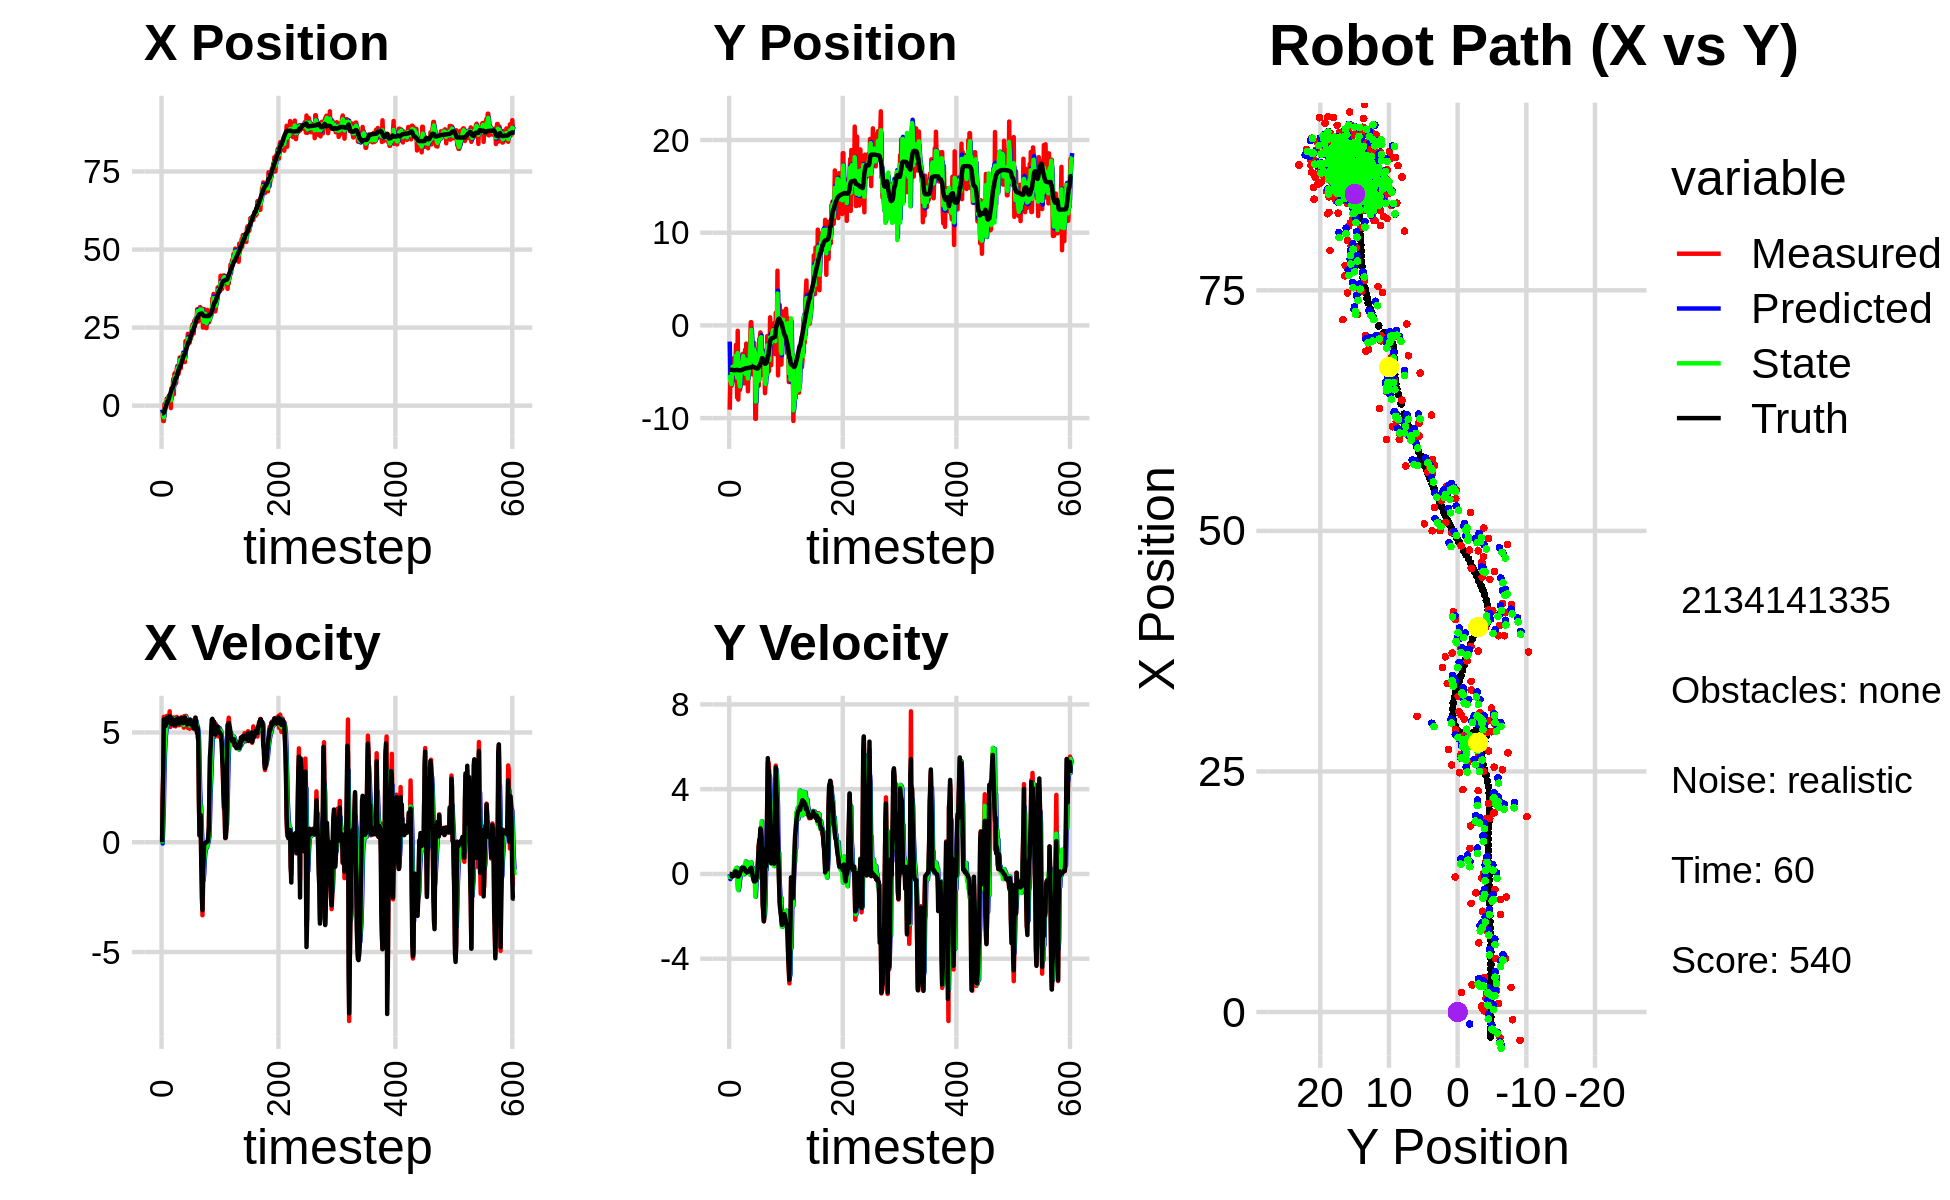 X Position
75
50
25
0
0
200
400
600
timestep
Y Position
20
10
0
-10
0
200
400
600
timestep
X Velocity
5
0
-5
0
200
400
600
timestep
Y Velocity
8
4
0
-4
0
200
400
600
timestep
Robot Path (X vs Y)
X Position
75
50
25
0
20 10 0 -10 -20
Y Position
variable
Measured
Predicted
State
Truth
2134141335
Obstacles: none
Noise: realistic
Time: 60
Score: 540